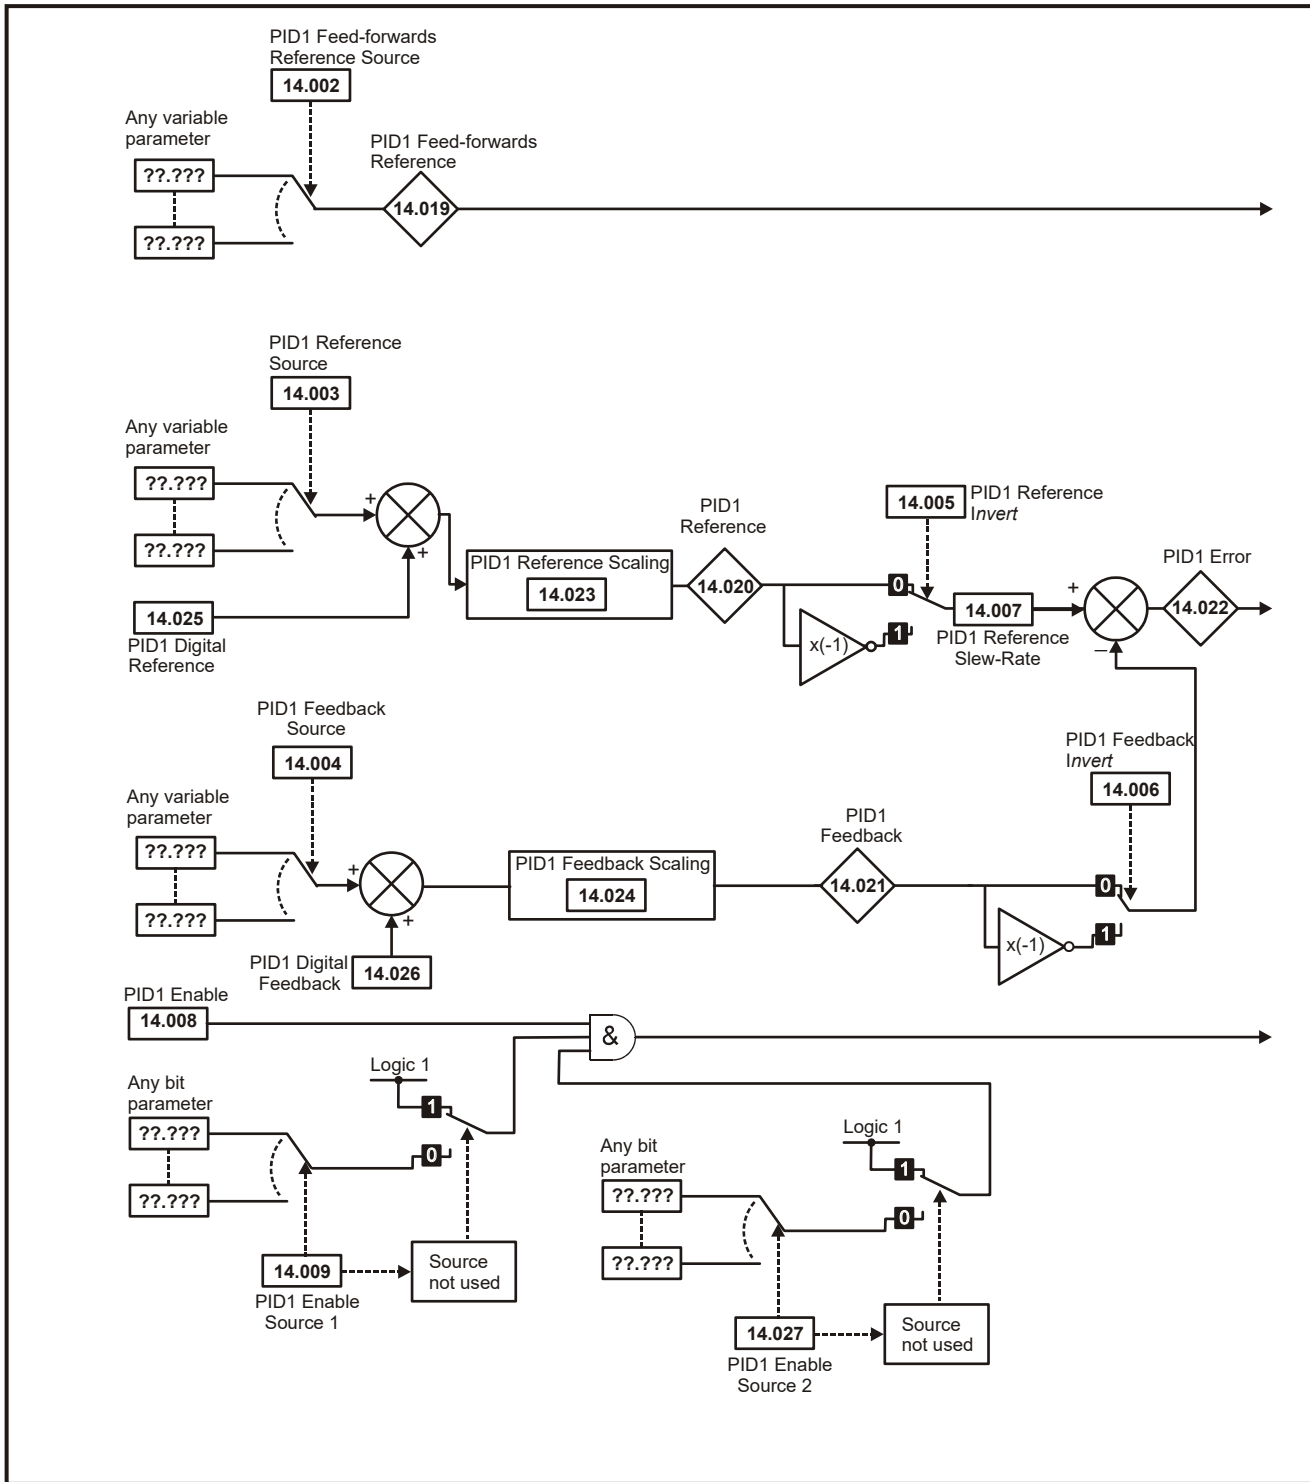 PID1 Feed-forwards
Reference Source
14.002
Any variable
parameter
??.???
??.???
PID1 Feed-forwards
Reference
14.019
PID1 Reference
Source
14.003
Any variable
parameter
??.???
??.???
+
+
14.025
PID1 Digital
Reference
PID1 Reference Scaling
14.023
PID1
Reference
14.020
0
1
x(-1)
14.005
PID1 Reference
Invert
14.007
PID1 Reference
Slew-Rate
+
–
PID1 Error
14.022
PID1 Feedback
Source
14.004
Any variable
parameter
??.???
??.???
+
+
PID1 Digital
Feedback
14.026
PID1 Feedback Scaling
14.024
PID1
Feedback
14.021
PID1 Feedback
Invert
14.006
0
1
x(-1)
PID1 Enable
14.008
&
Logic 1
1
0
Any bit
parameter
??.???
??.???
14.009
PID1 Enable
Source 1
Source
not used
Logic 1
1
0
Any bit
parameter
??.???
??.???
14.027
PID1 Enable
Source 2
Source
not used